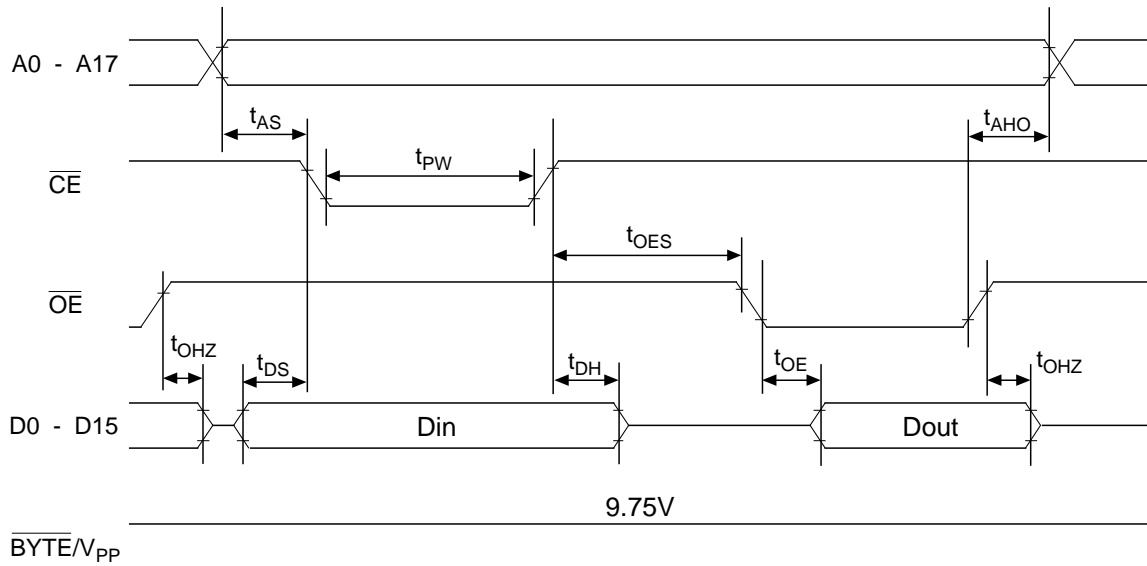 A0 - A17
tAS
tAHO
CE
tPW
tOES
OE
tOHZ
tDS
tDH
tOE
tOHZ
D0 - D15
Din
Dout
9.75V
BYTE/VPP